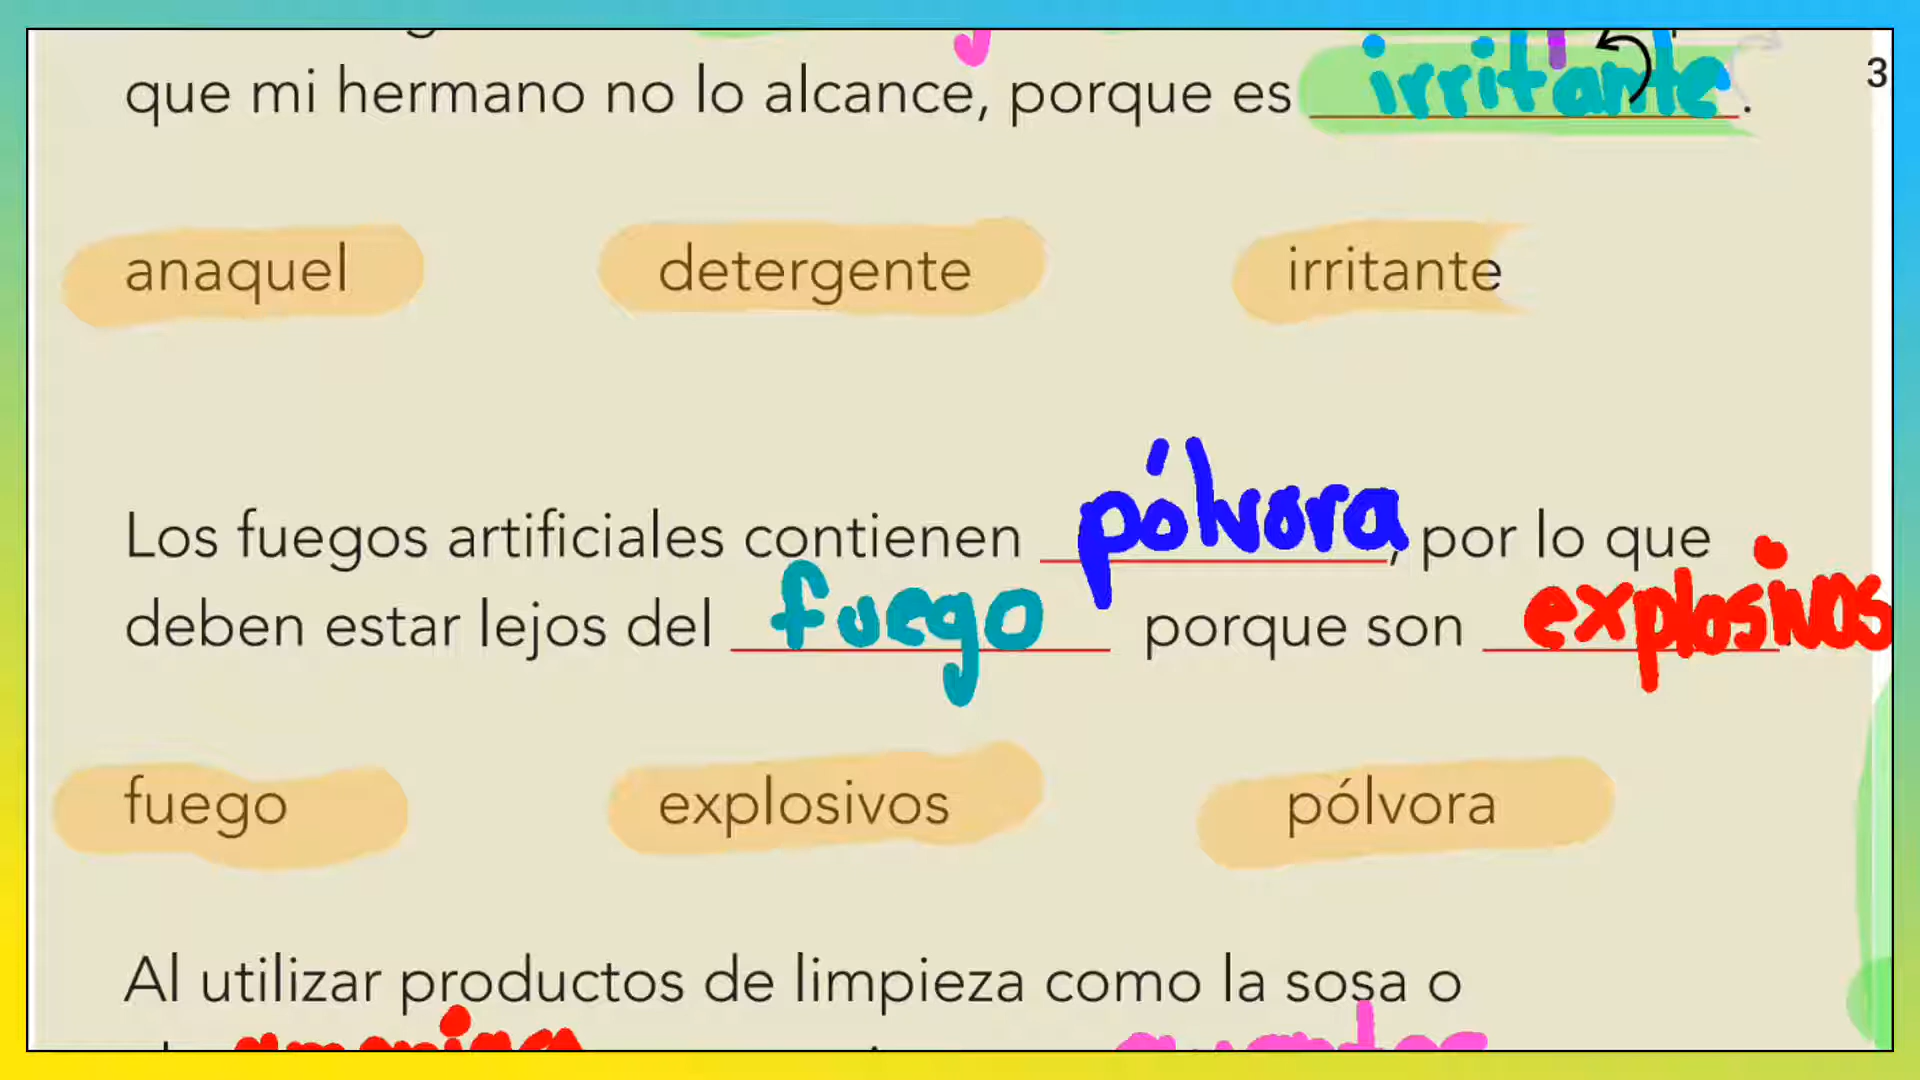 que mi hermano no lo alcance, porque es irritante.
3
anaquel detergente irritante
Los fuegos artificiales contienen pólvora, por lo que
deben estar lejos del fuego porque son explosivos
fuego explosivos pólvora
Al utilizar productos de limpieza como la sosa o